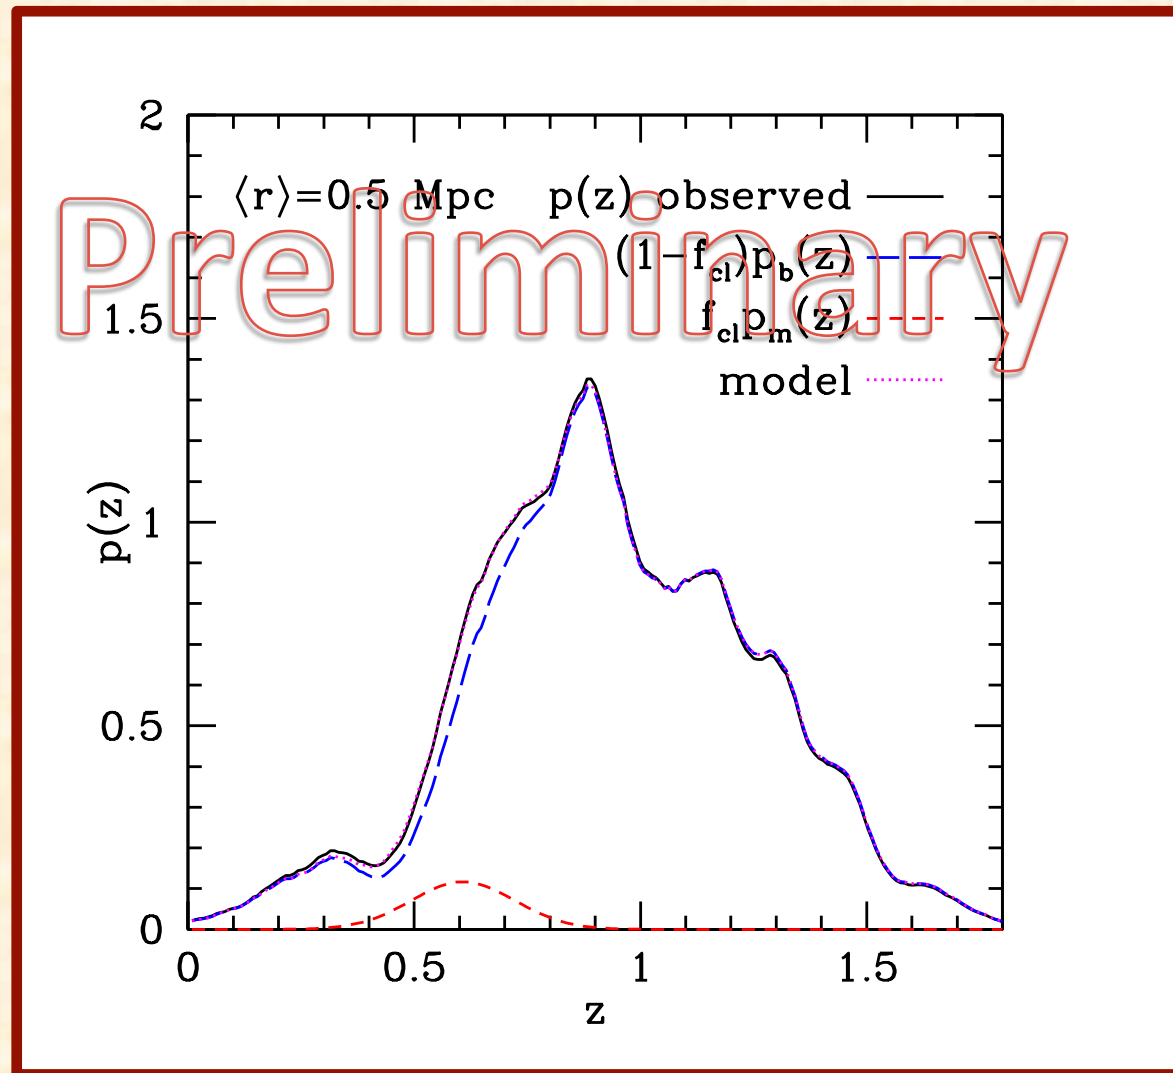 2
⟨r⟩=0.5 Mpc p(z) observed
(1−f_cl)p_b(z)
Preliminary
1.5
f_cl p_m(z)
model
p(z)
1
0.5
0
0 0.5 1 1.5
z